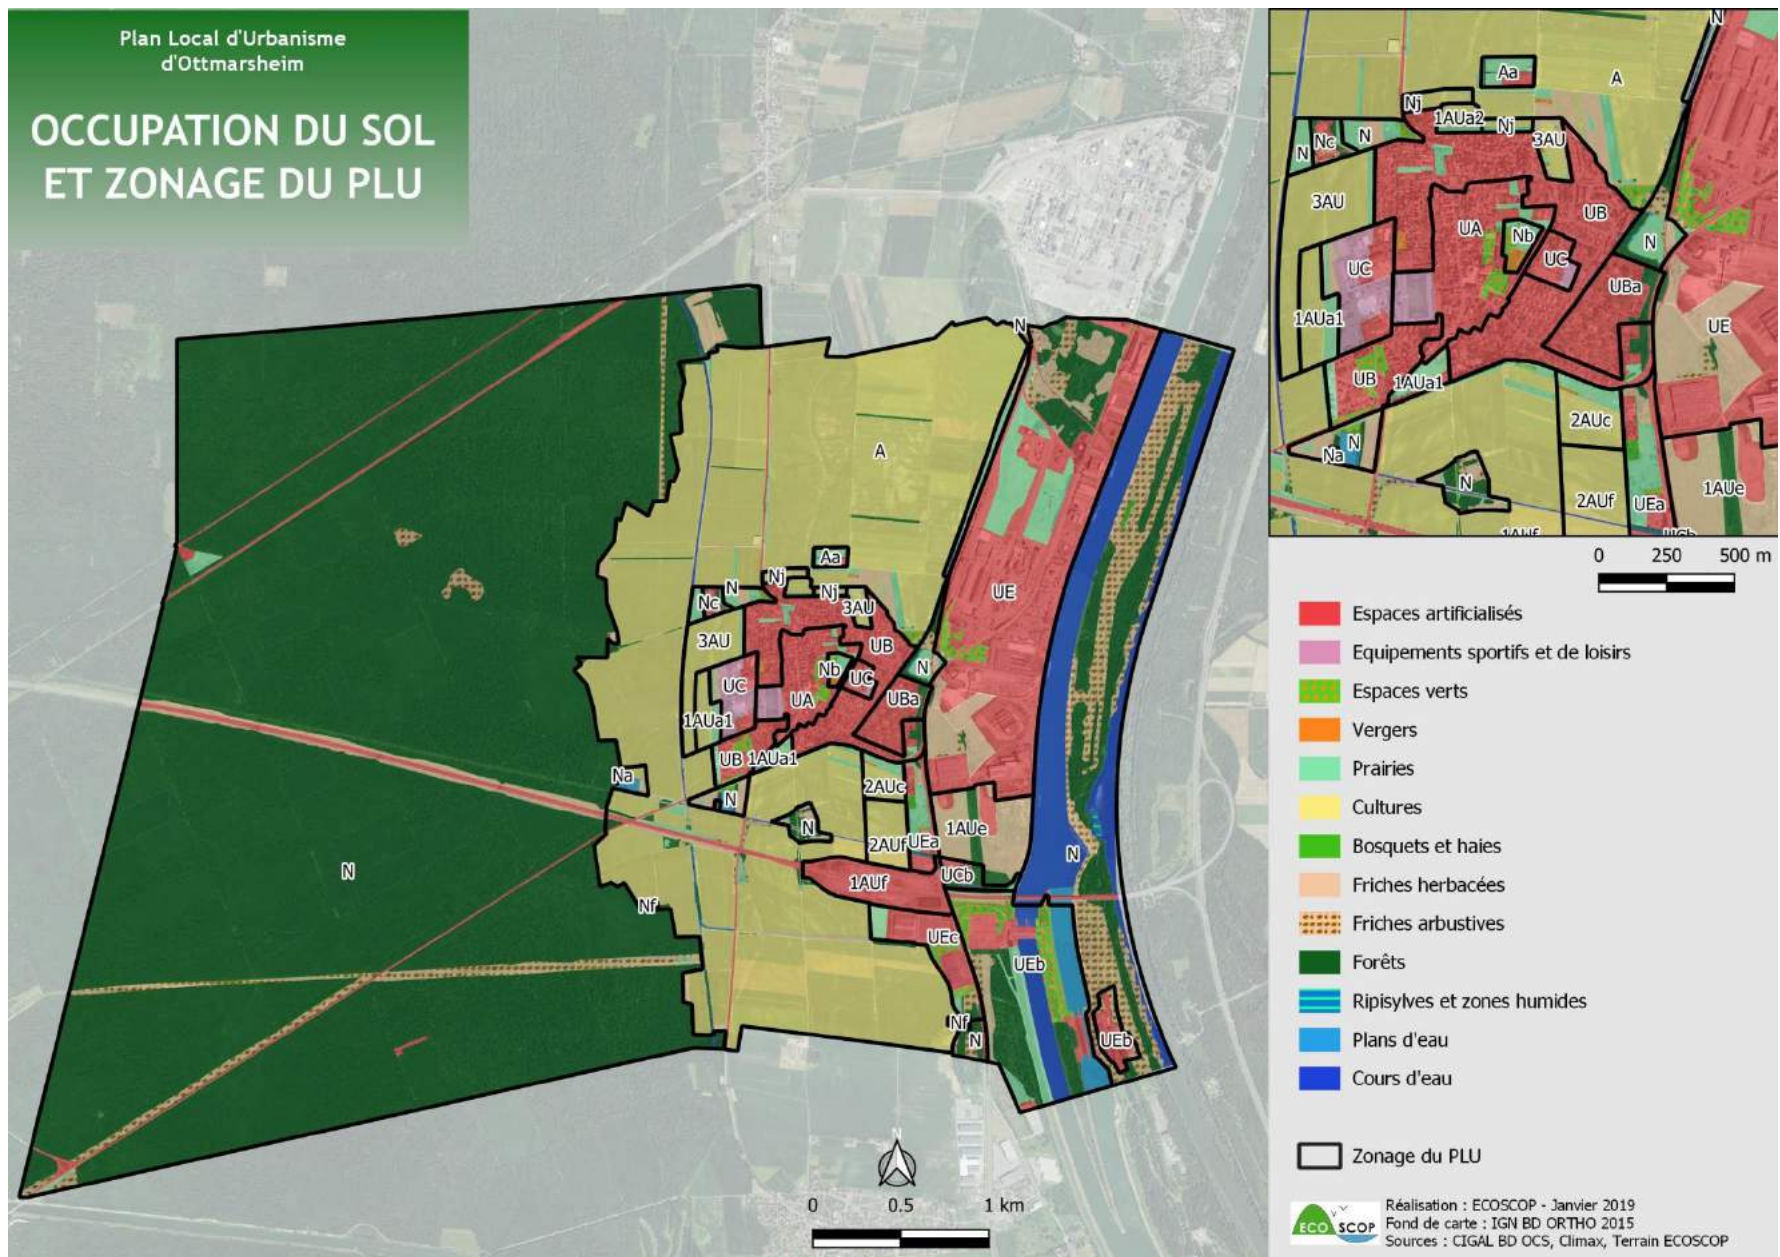 Plan Local d'Urbanisme
d'Ottmarsheim
OCCUPATION DU SOL
ET ZONAGE DU PLU
N
A
Aa
Nj
N
Nj
Nc
3AU
3AU
UB
UE
N
Nb
UC
UC
UA
UBa
1AUa1
UB
1AUa1
Na
2AUc
N
N
1AUe
2AUf
UEa
N
N
UCb
1AUf
Nf
UEc
UEb
Nf
N
UEb
N
0
0.5
1 km
N
Aa
A
Nj
1AUa2
Nj
Nc
N
3AU
N
3AU
UB
UA
Nb
N
UC
UC
UBa
1AUa1
UE
UB
1AUa1
2AUc
N
Na
N
1AUe
2AUf
UEa
1AUf
UCb
0
250
500 m
Espaces artificialisés
Equipements sportifs et de loisirs
Espaces verts
Vergers
Prairies
Cultures
Bosquets et haies
Friches herbacées
Friches arbustives
Forêts
Ripisylves et zones humides
Plans d'eau
Cours d'eau
Zonage du PLU
ECO SCOP
Réalisation : ECOSCOP - Janvier 2019
Fond de carte : IGN BD ORTHO 2015
Sources : CIGAL BD OCS, Climax, Terrain ECOSCOP